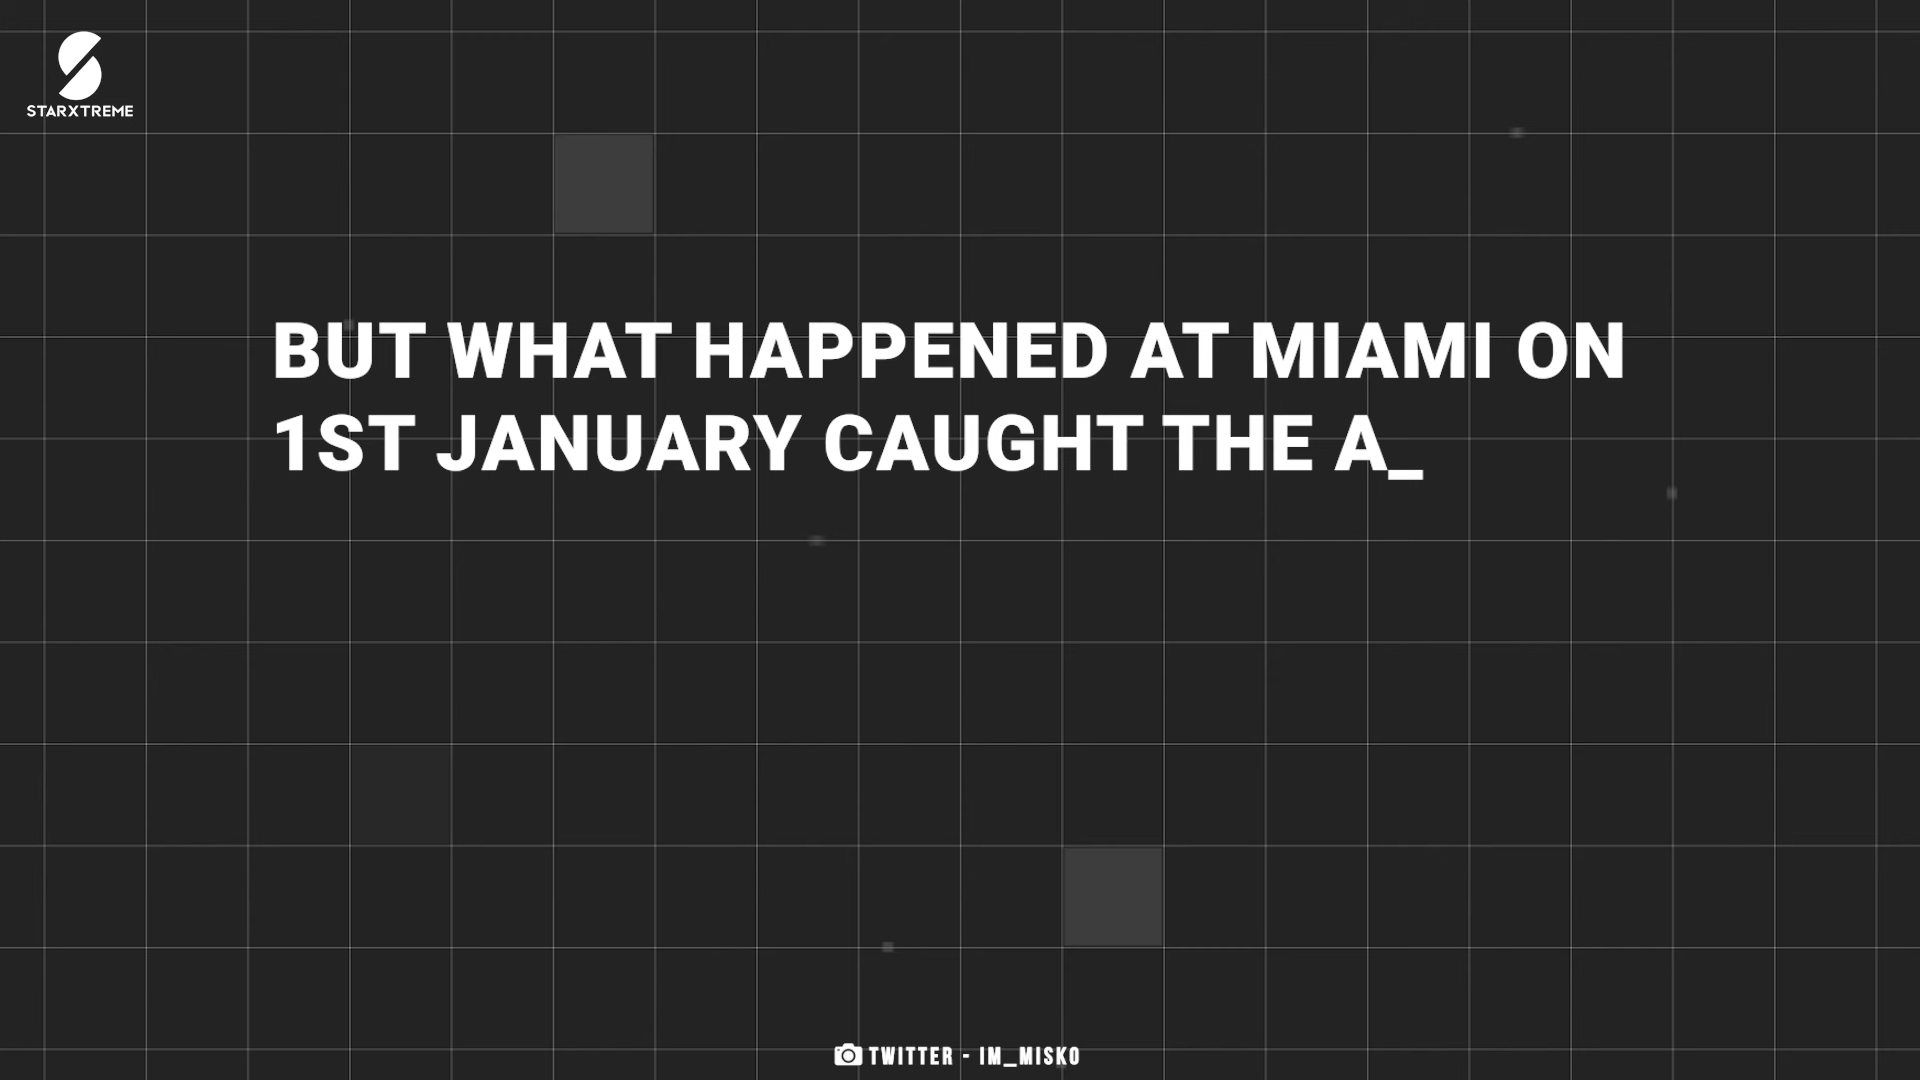 STARXTREME
BUT WHAT HAPPENED AT MIAMI ON
1ST JANUARY CAUGHT THE A_
TWITTER - IM_MISKO